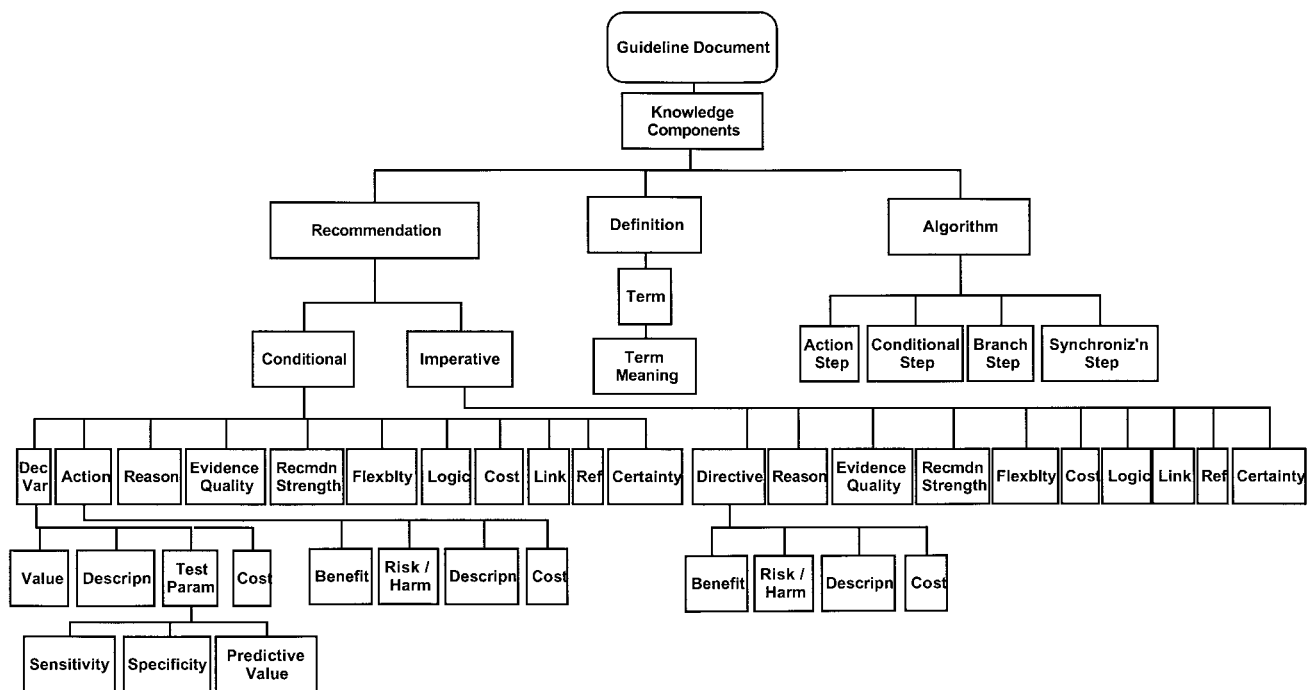 Guideline Document
Knowledge
Components
Recommendation
Definition
Algorithm
Term
Conditional
Imperative
Term
Meaning
Action
Step
Conditional
Step
Branch
Step
Synchroniz'n
Step
Dec
Var
Action
Reason
Evidence
Quality
Recmdn
Strength
Flexblty
Logic
Cost
Link
Ref
Certainty
Directive
Reason
Evidence
Quality
Recmdn
Strength
Flexblty
Cost
Logic
Link
Ref
Certainty
Value
Descripn
Test
Param
Cost
Benefit
Risk /
Harm
Descripn
Cost
Benefit
Risk /
Harm
Descripn
Cost
Sensitivity
Specificity
Predictive
Value